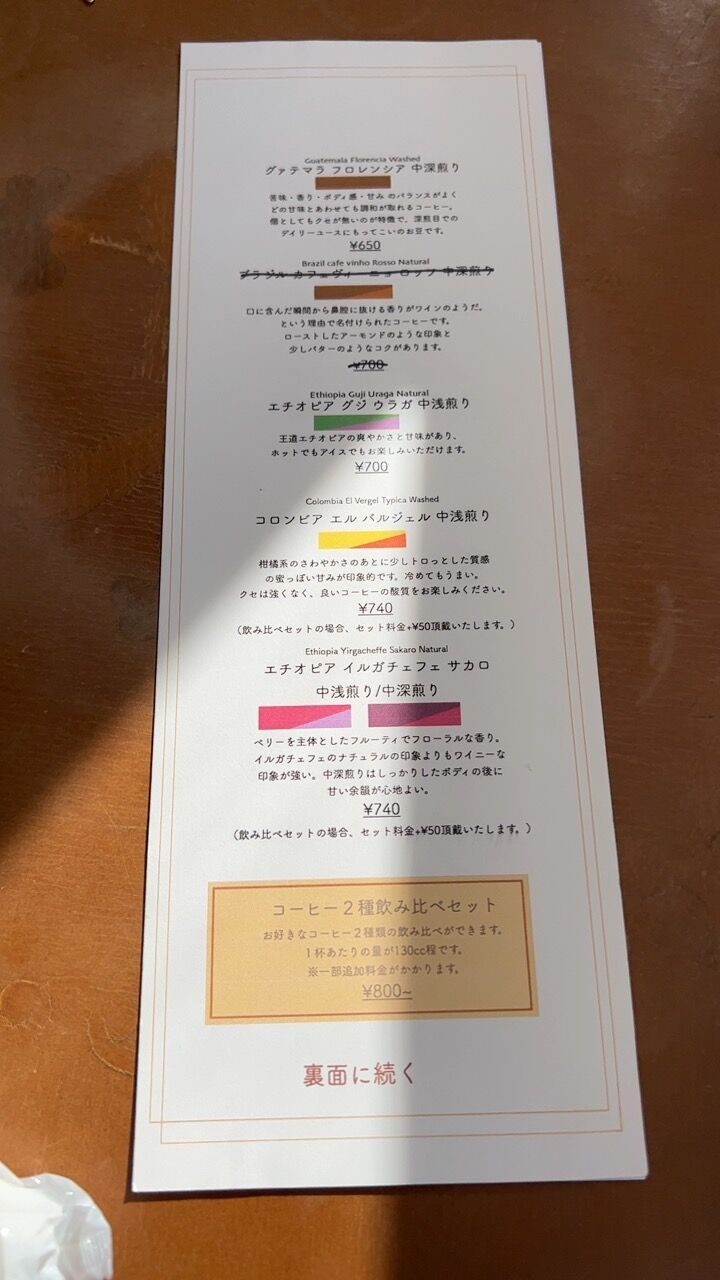 Guatemala Florencia Washed
グァテマラ フロレンシア 中深煎り
苦味・香り・ボディ感・甘み のバランスがよく
どの甘味とあわせても調和が取れるコーヒー。
個としてもクセが無いのが特徴で、深煎目での
デイリーユースにもってこいのお豆です。
¥650
Brazil cafe vinho Rosso Natural
ブラジル カフェヴィーニョ ロッソ 中深煎り
口に含んだ瞬間から鼻腔に抜ける香りがワインのようだ。
という理由で名付けられたコーヒーです。
ローストしたアーモンドのような印象と
少しバターのようなコクがあります。
¥700
Ethiopia Guji Uraga Natural
エチオピア グジ ウラガ 中浅煎り
王道エチオピアの爽やかさと甘味があり、
ホットでもアイスでもお楽しみいただけます。
¥700
Colombia El Vergel Typica Washed
コロンビア エル バルジェル 中浅煎り
柑橘系のさわやかさのあとに少しトロっとした質感
の蜜っぽい甘みが印象的です。冷めてもうまい。
クセは強くなく、良いコーヒーの酸質をお楽しみください。
¥740
（飲み比べセットの場合、セット料金+¥50頂戴いたします。）
Ethiopia Yirgacheffe Sakaro Natural
エチオピア イルガチェフェ サカロ
中浅煎り/中深煎り
ベリーを主体としたフルーティでフローラルな香り。
イルガチェフェのナチュラルの印象よりもワイニーな
印象が強い。中深煎りはしっかりしたボディの後に
甘い余韻が心地よい。
¥740
（飲み比べセットの場合、セット料金+¥50頂戴いたします。）
コーヒー２種飲み比べセット
お好きなコーヒー２種類の飲み比べができます。
１杯あたりの量が130cc程です。
※一部追加料金がかかります。
¥800~
裏面に続く